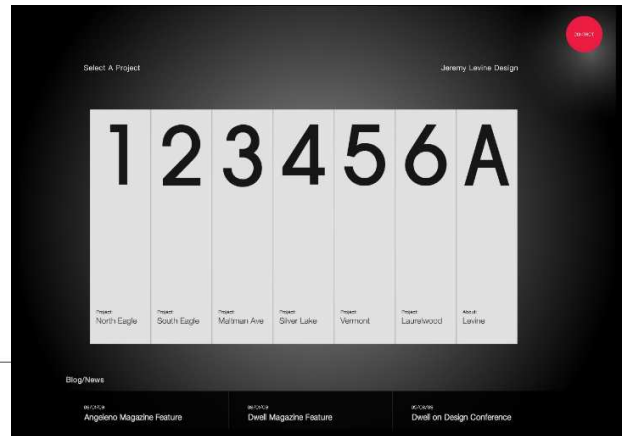 CONTACT
Select A Project
Jeremy Levine Design
1 2 3 4 5 6 A
Project: Project: Project: Project: Project: Project: About:
North Eagle South Eagle Maltman Ave Silver Lake Vermont Laurelwood Levine
Blog/News
Angeleno Magazine Feature Dwell Magazine Feature Dwell on Design Conference